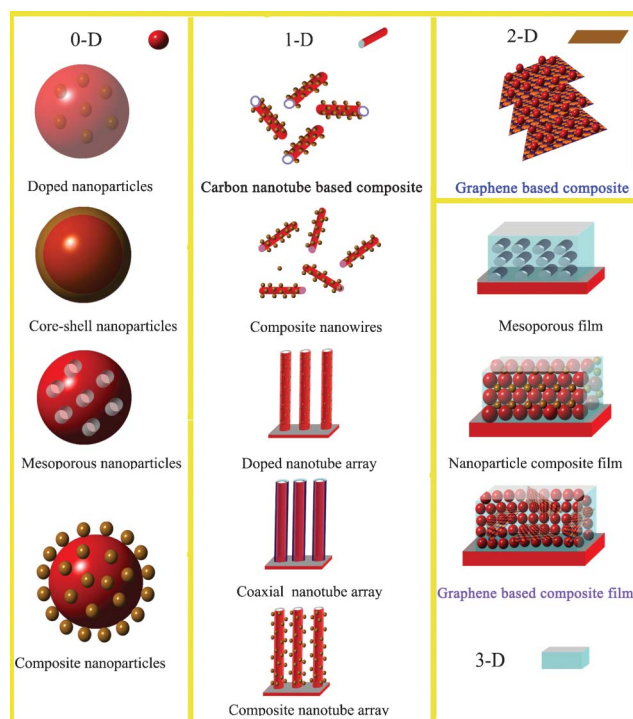 0-D
Doped nanoparticles
Core-shell nanoparticles
Mesoporous nanoparticles
Composite nanoparticles
1-D
Carbon nanotube based composite
Composite nanowires
Doped nanotube array
Coaxial nanotube array
Composite nanotube array
2-D
Graphene based composite
Mesoporous film
Nanoparticle composite film
Graphene based composite film
3-D